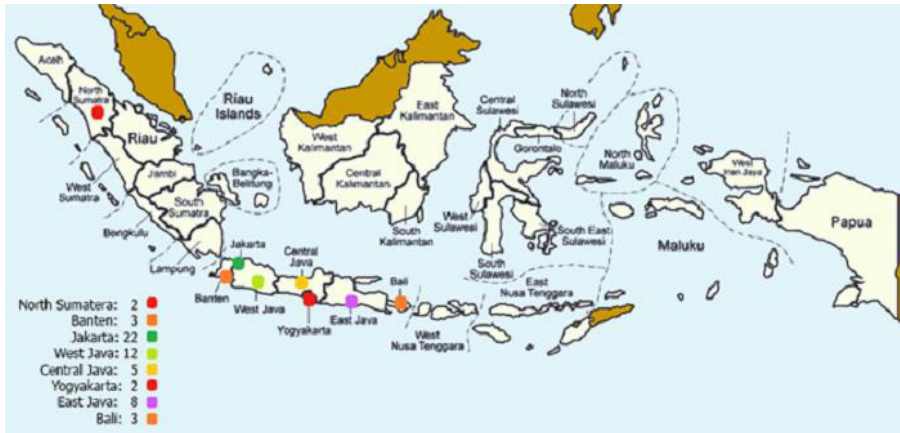 Aceh
North
Sumatra
Riau
Islands
Riau
West
Sumatra
Jambi
Bangka-
Belitung
South
Sumatra
Bengkulu
Lampung
West
Kalimantan
East
Kalimantan
Central
Kalimantan
South
Kalimantan
Central
Sulawesi
North
Sulawesi
Gorontalo
North
Maluku
West
Sulawesi
South
Sulawesi
South East
Sulawesi
Maluku
West
Irian Jaya
Papua
Jakarta
Banten
West Java
Central
Java
Yogyakarta
East Java
Bali
West
Nusa Tenggara
East
Nusa Tenggara
North Sumatera: 2
Banten: 3
Jakarta: 22
West Java: 12
Central Java: 5
Yogyakarta: 2
East Java: 8
Bali: 3